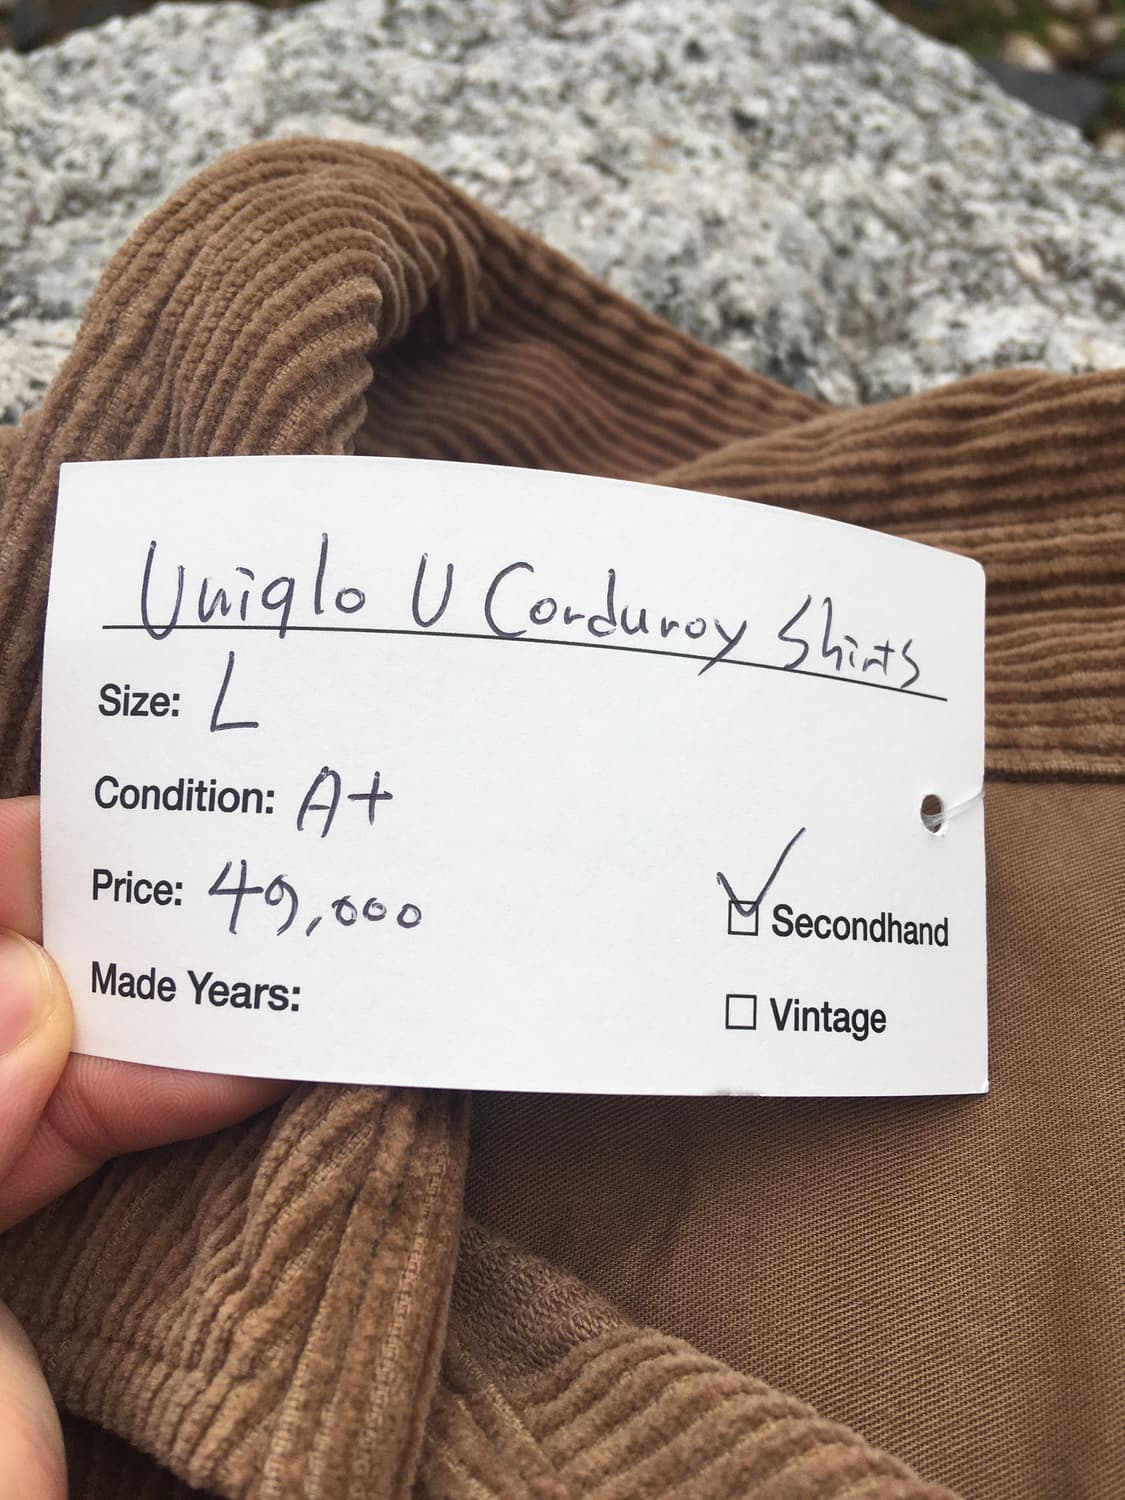 Uniqlo U Corduroy Shirts
Size: L
Condition: A+
Price: 49,000
Made Years:
Secondhand
Vintage